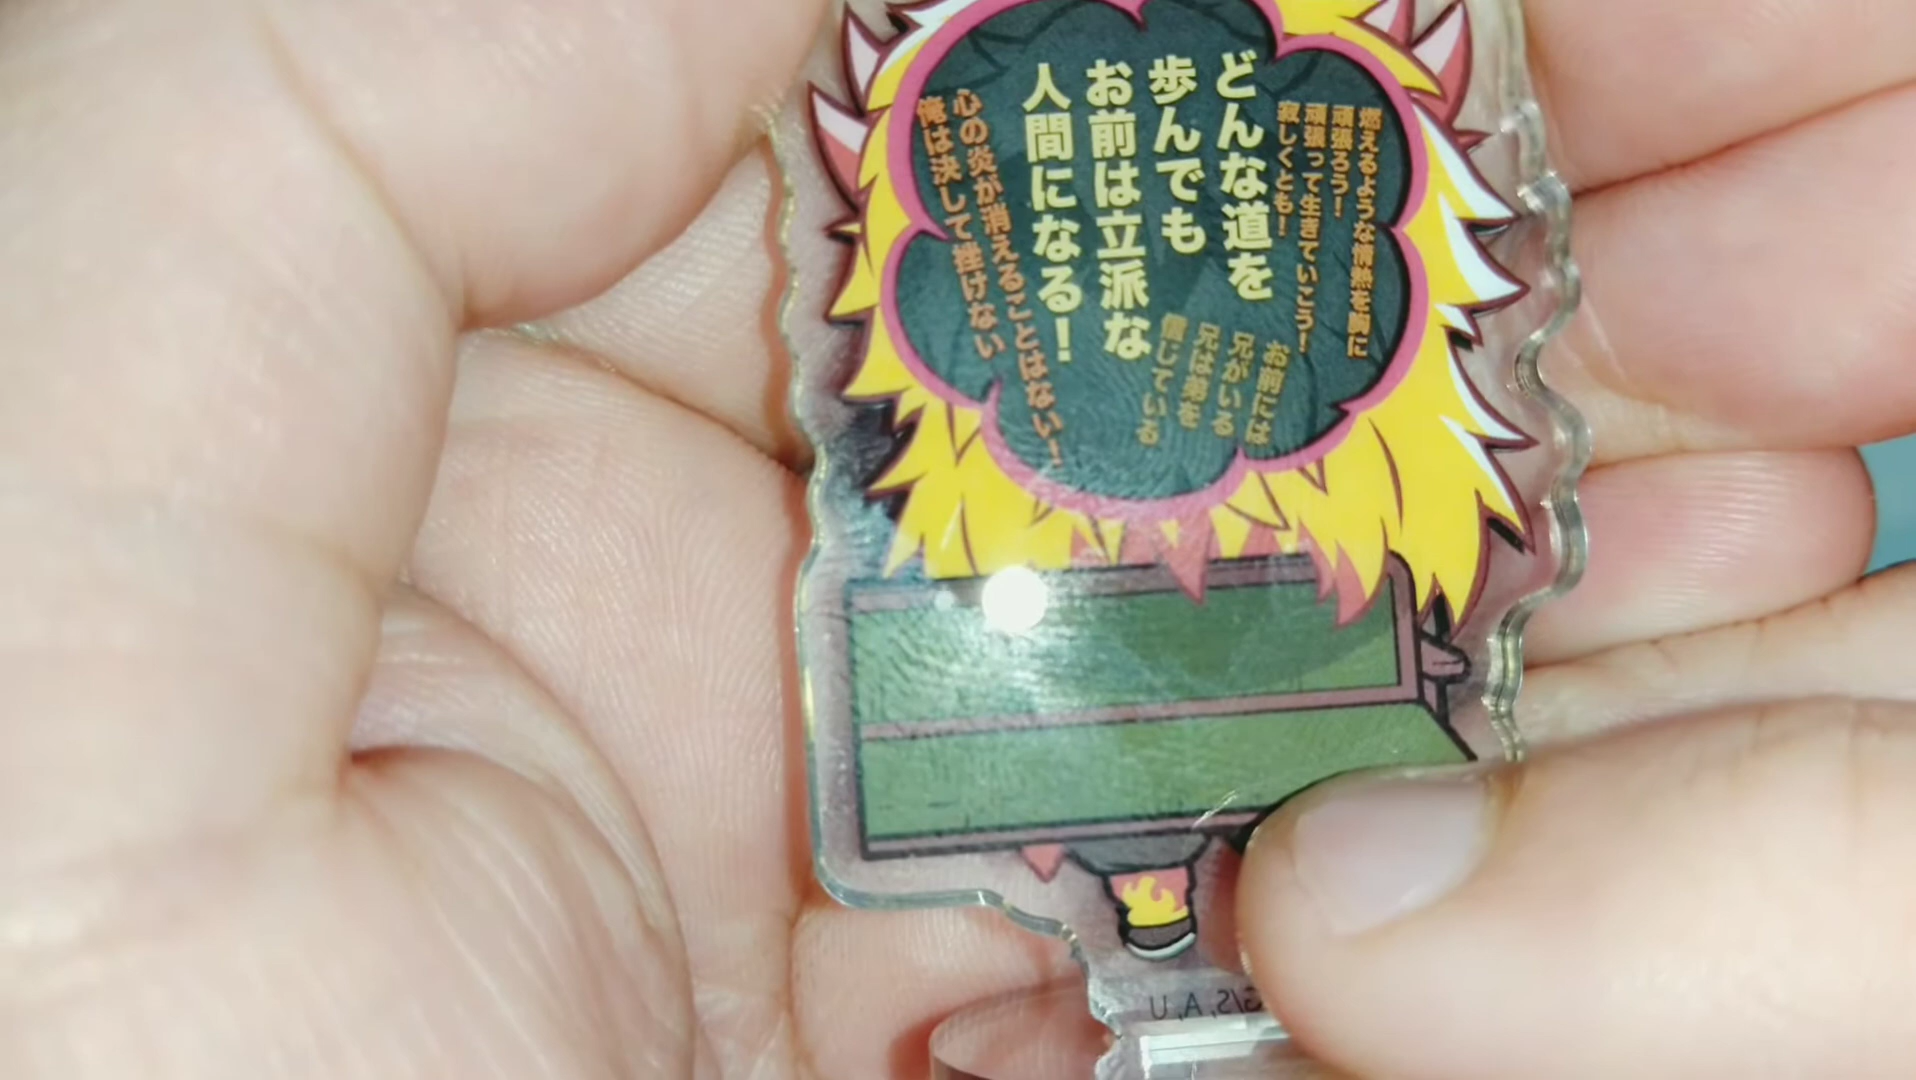 燃えるような情熱を胸に
頑張ろう！
頑張って生きていこう！
寂しくとも！
どんな道を
歩んでも
お前は立派な
人間になる！
お前には
兄がいる
兄は弟を
信じている
心の炎が消えることはない！
俺は決して挫けない
G/S,A,U